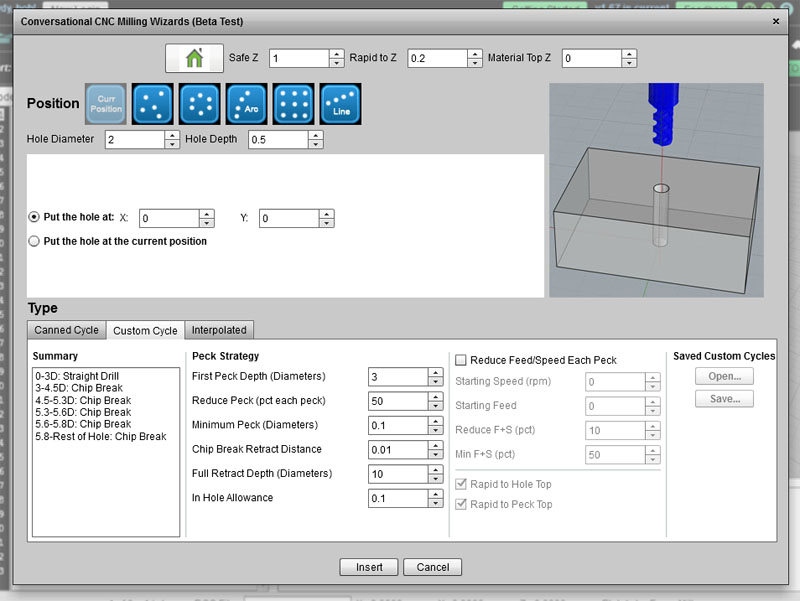 Conversational CNC Milling Wizards (Beta Test)
Safe Z 1 Rapid to Z 0.2 Material Top Z 0
Position Curr Position Arc Line
Hole Diameter 2 Hole Depth 0.5
Put the hole at: X: 0 Y: 0
Put the hole at the current position
Type
Canned Cycle Custom Cycle Interpolated
Summary
0-3D: Straight Drill
3-4.5D: Chip Break
4.5-5.3D: Chip Break
5.3-5.6D: Chip Break
5.6-5.8D: Chip Break
5.8-Rest of Hole: Chip Break
Peck Strategy
First Peck Depth (Diameters) 3
Reduce Peck (pct each peck) 50
Minimum Peck (Diameters) 0.1
Chip Break Retract Distance 0.01
Full Retract Depth (Diameters) 10
In Hole Allowance 0.1
Reduce Feed/Speed Each Peck
Starting Speed (rpm) 0
Starting Feed 0
Reduce F+S (pct) 10
Min F+S (pct) 50
Rapid to Hole Top
Rapid to Peck Top
Saved Custom Cycles
Open...
Save...
Insert Cancel